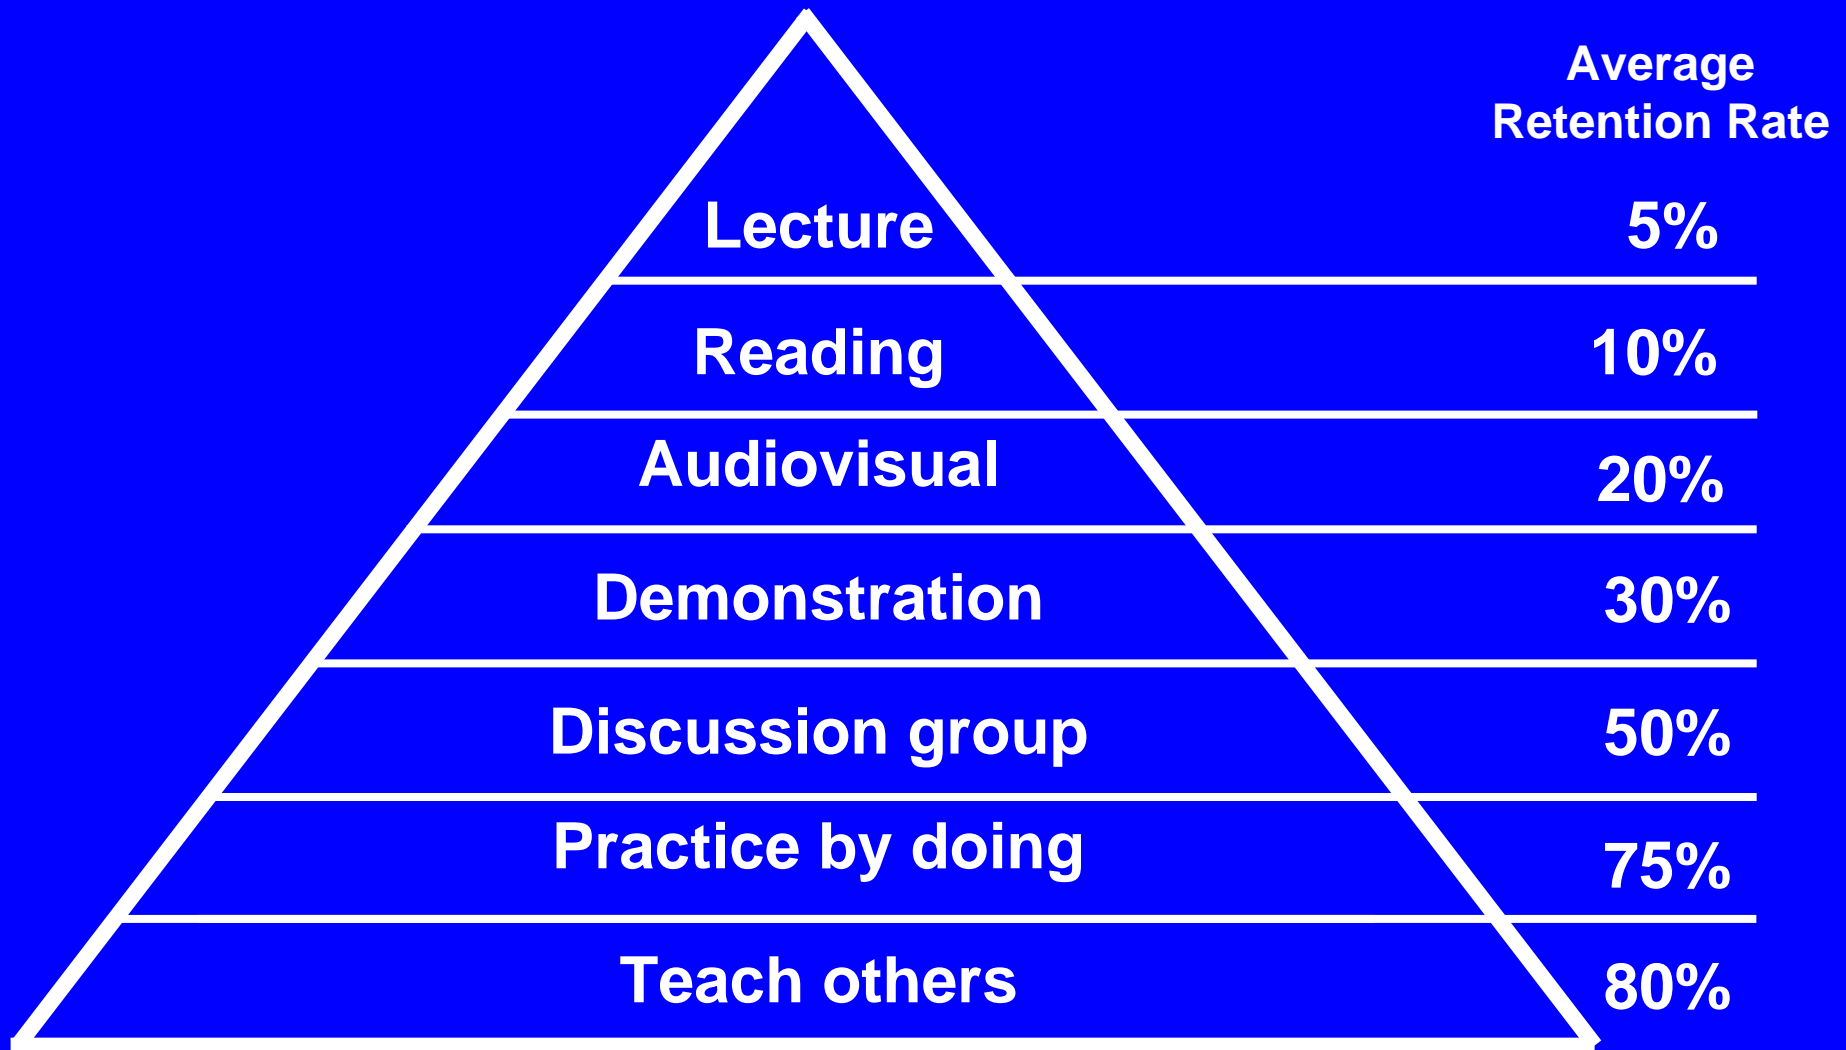 Average
Retention Rate
Lecture 5%
Reading 10%
Audiovisual 20%
Demonstration 30%
Discussion group 50%
Practice by doing 75%
Teach others 80%